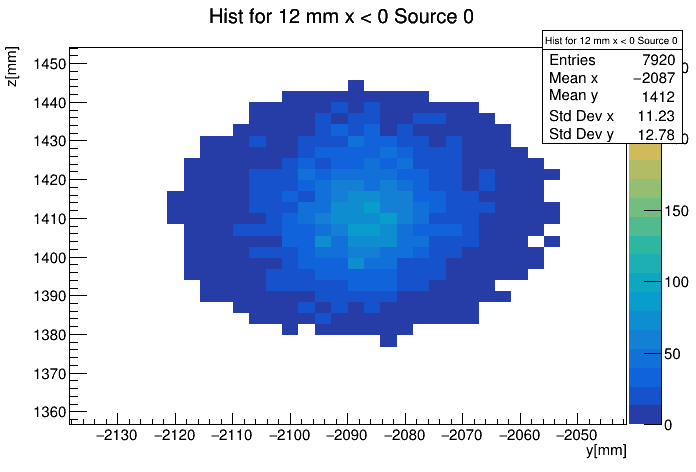 Hist for 12 mm x < 0 Source 0
z[mm]
Hist for 12 mm x < 0 Source 0
Entries 7920
Mean x −2087
Mean y 1412
Std Dev x 11.23
Std Dev y 12.78
1450
1440
1430
1420
1410
1400
1390
1380
1370
1360
−2130 −2120 −2110 −2100 −2090 −2080 −2070 −2060 −2050
y[mm]
0
0
150
100
50
0